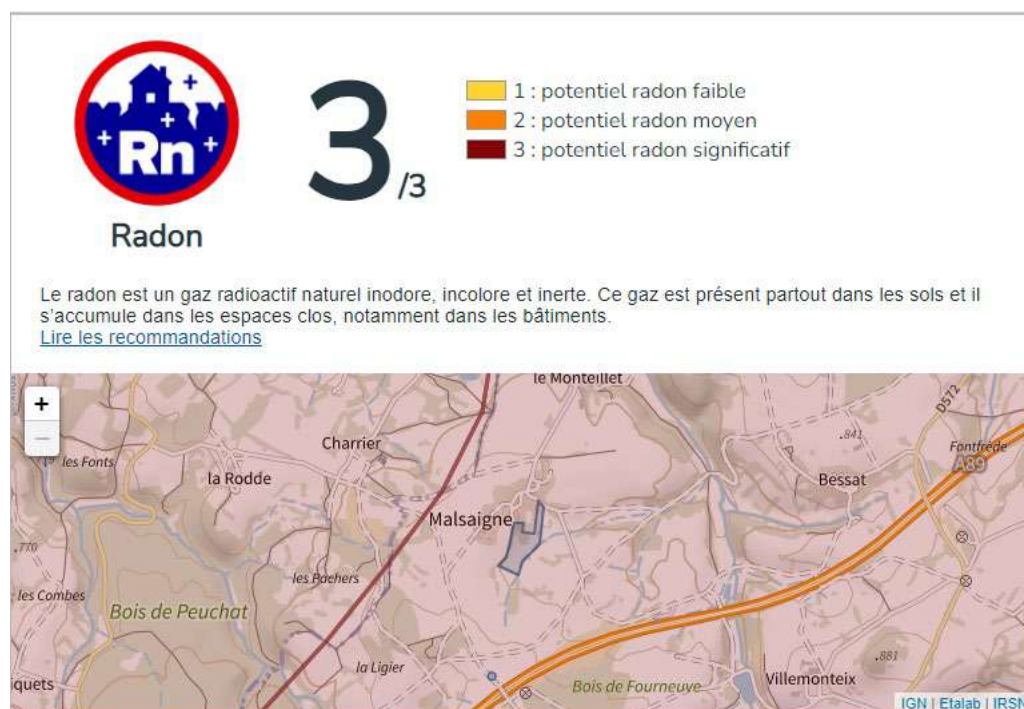 Rn
Radon
3/3
1 : potentiel radon faible
2 : potentiel radon moyen
3 : potentiel radon significatif
Le radon est un gaz radioactif naturel inodore, incolore et inerte. Ce gaz est présent partout dans les sols et il
s'accumule dans les espaces clos, notamment dans les bâtiments.
Lire les recommandations
+
−
le Monteillet
D572
Charrier
.841
Fontfrède
les Fonts
A89
la Rodde
Bessat
Malsaigne
.770
les Pachers
les Combes
Bois de Peuchat
la Ligier
.881
quets
Bois de Fourneuve
Villemonteix
IGN | Etalab | IRSN